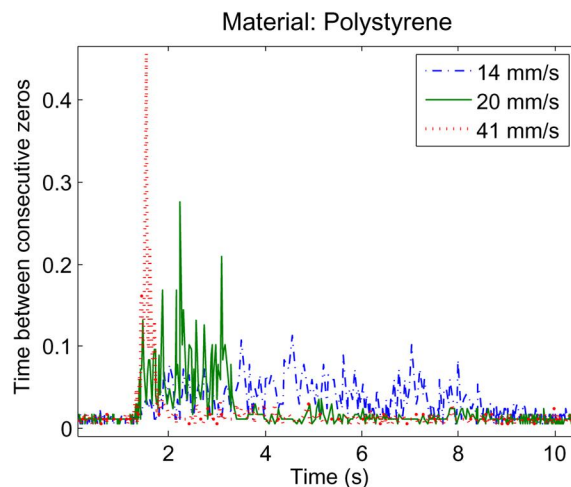 Material: Polystyrene
14 mm/s
20 mm/s
41 mm/s
Time between consecutive zeros
0.4
0.3
0.2
0.1
0
2
4
6
8
10
Time (s)